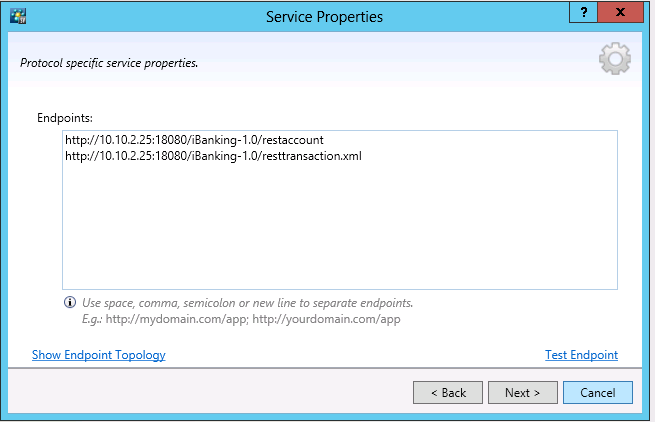 Service Properties
? X
Protocol specific service properties.
Endpoints:
http://10.10.2.25:18080/iBanking-1.0/restaccount
http://10.10.2.25:18080/iBanking-1.0/resttransaction.xml
Use space, comma, semicolon or new line to separate endpoints.
E.g.: http://mydomain.com/app; http://yourdomain.com/app
Show Endpoint Topology
Test Endpoint
< Back
Next >
Cancel